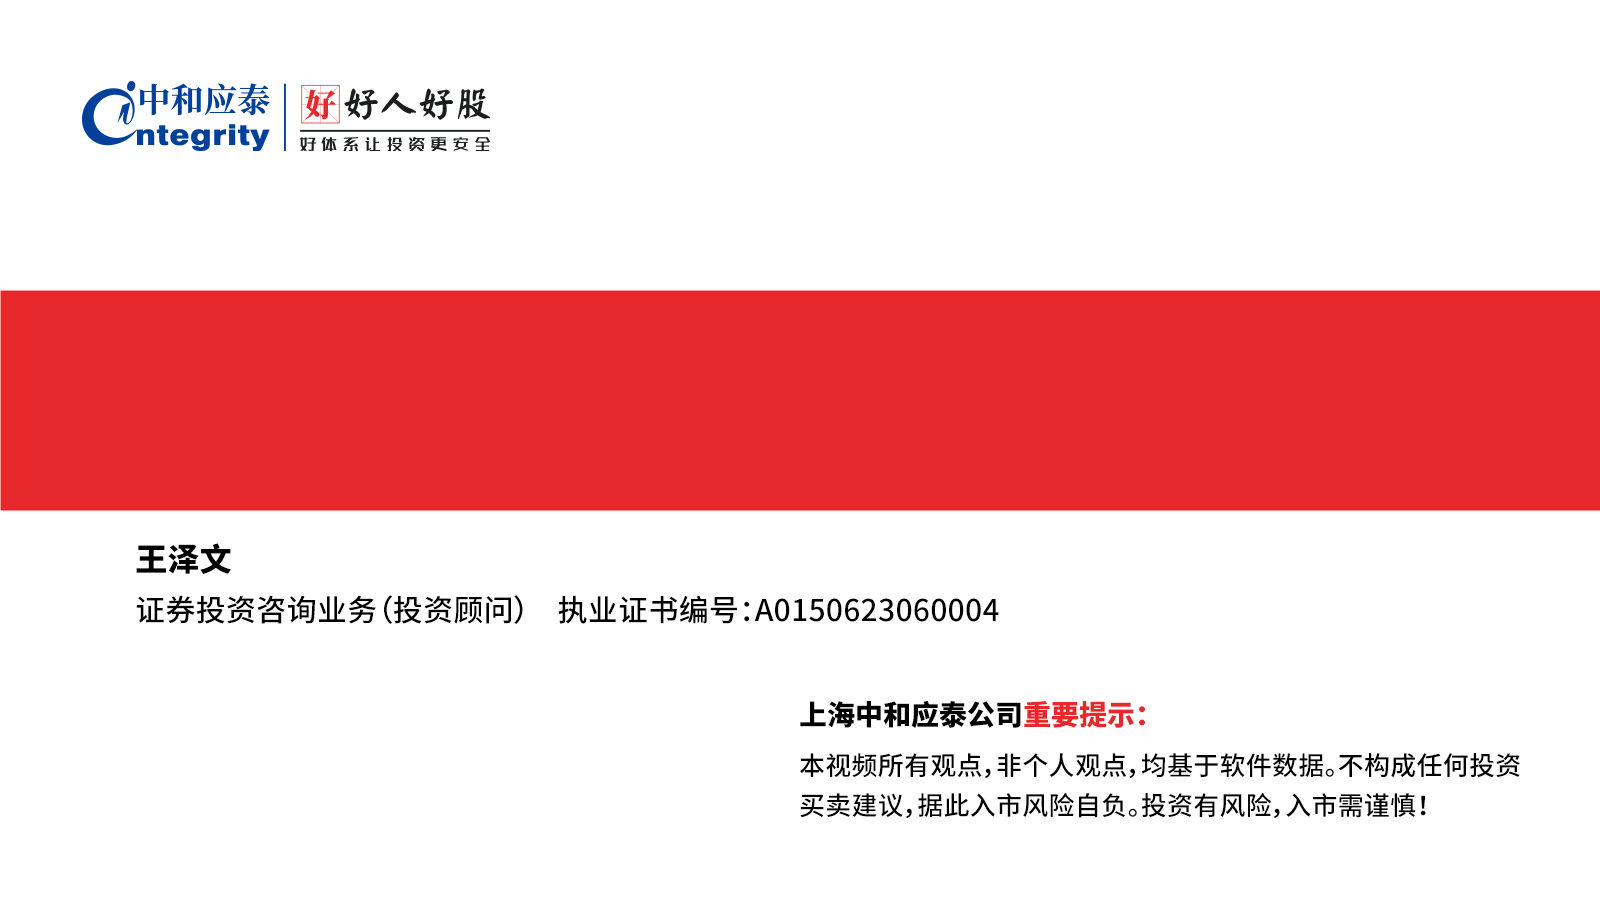 中和应泰
integrity
好 好人好股
好体系让投资更安全
王泽文
证券投资咨询业务（投资顾问） 执业证书编号：A0150623060004
上海中和应泰公司重要提示：
本视频所有观点，非个人观点，均基于软件数据。不构成任何投资
买卖建议，据此入市风险自负。投资有风险，入市需谨慎！